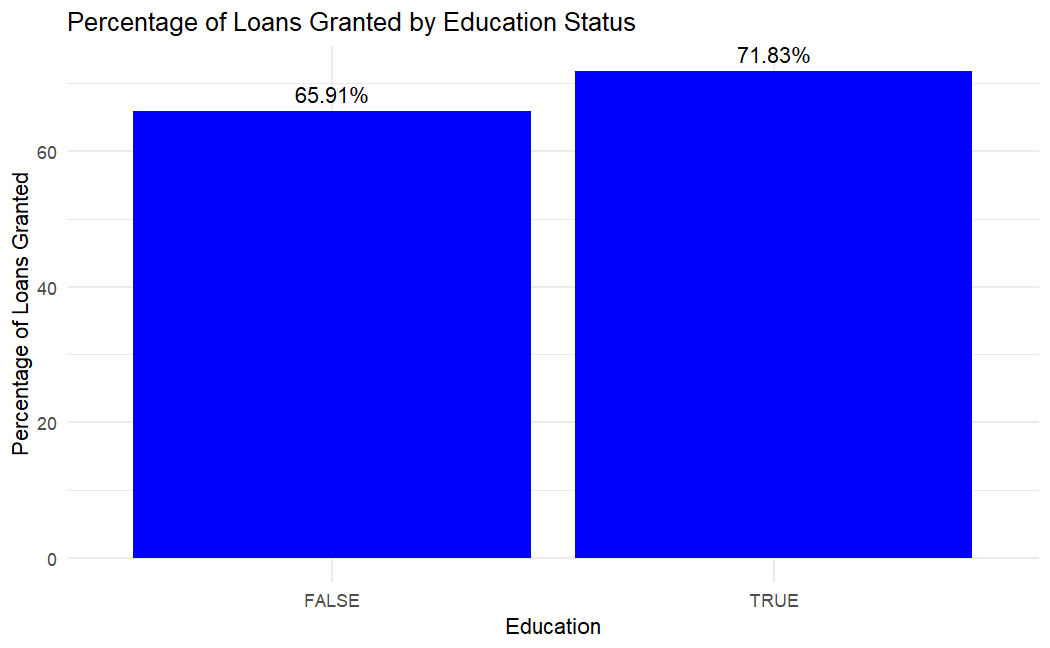 Percentage of Loans Granted by Education Status
71.83%
65.91%
60
40
20
0
Percentage of Loans Granted
FALSE
TRUE
Education